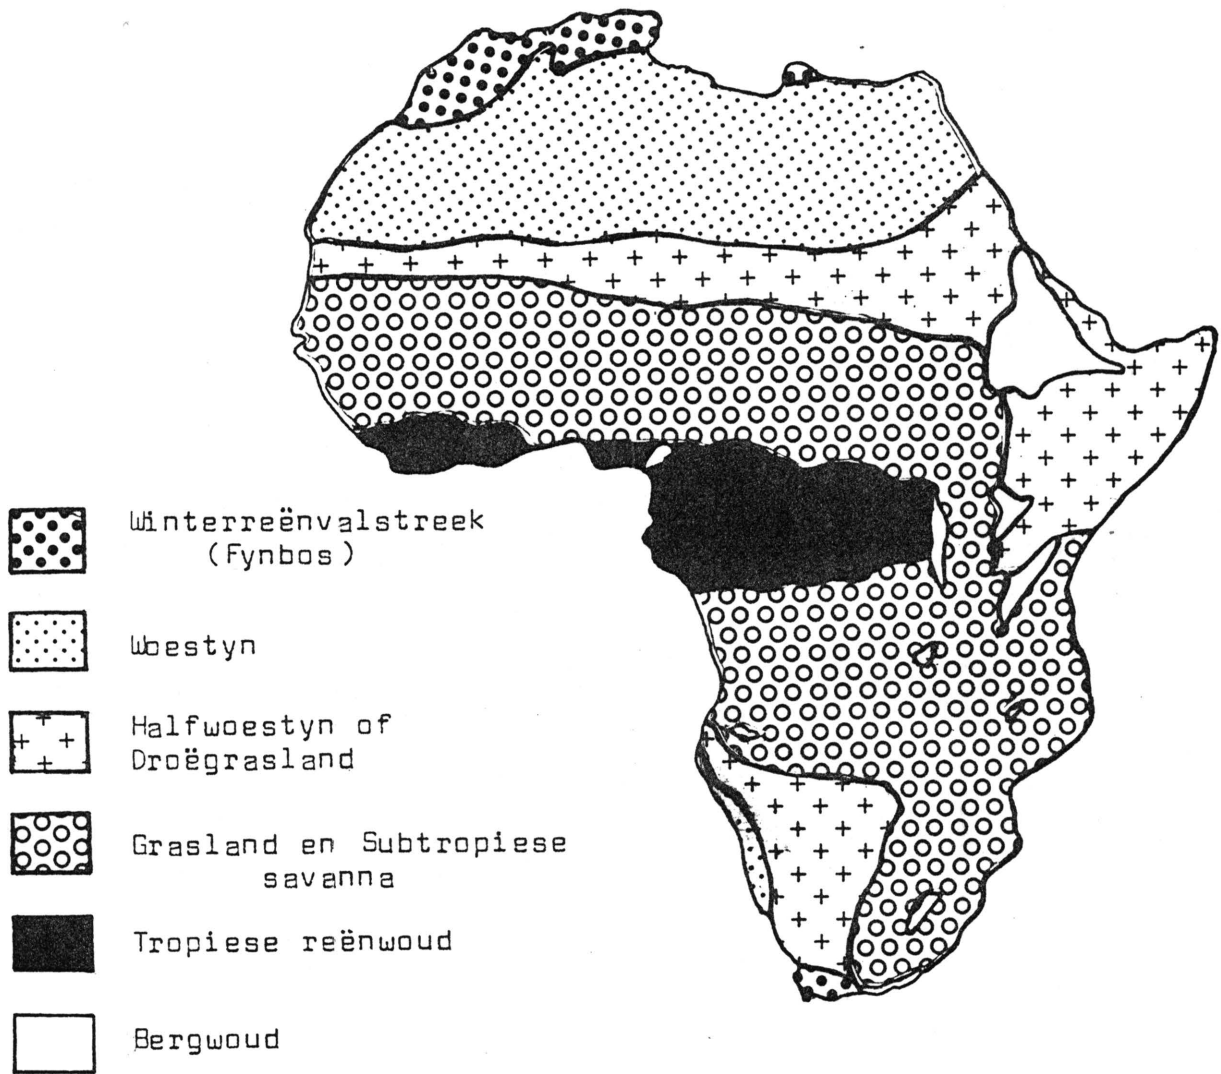 Winterreënvalstreek
(Fynbos)
Woestyn
Halfwoestyn of
Droëgrasland
Grasland en Subtropiese
savanna
Tropiese reënwoud
Bergwoud